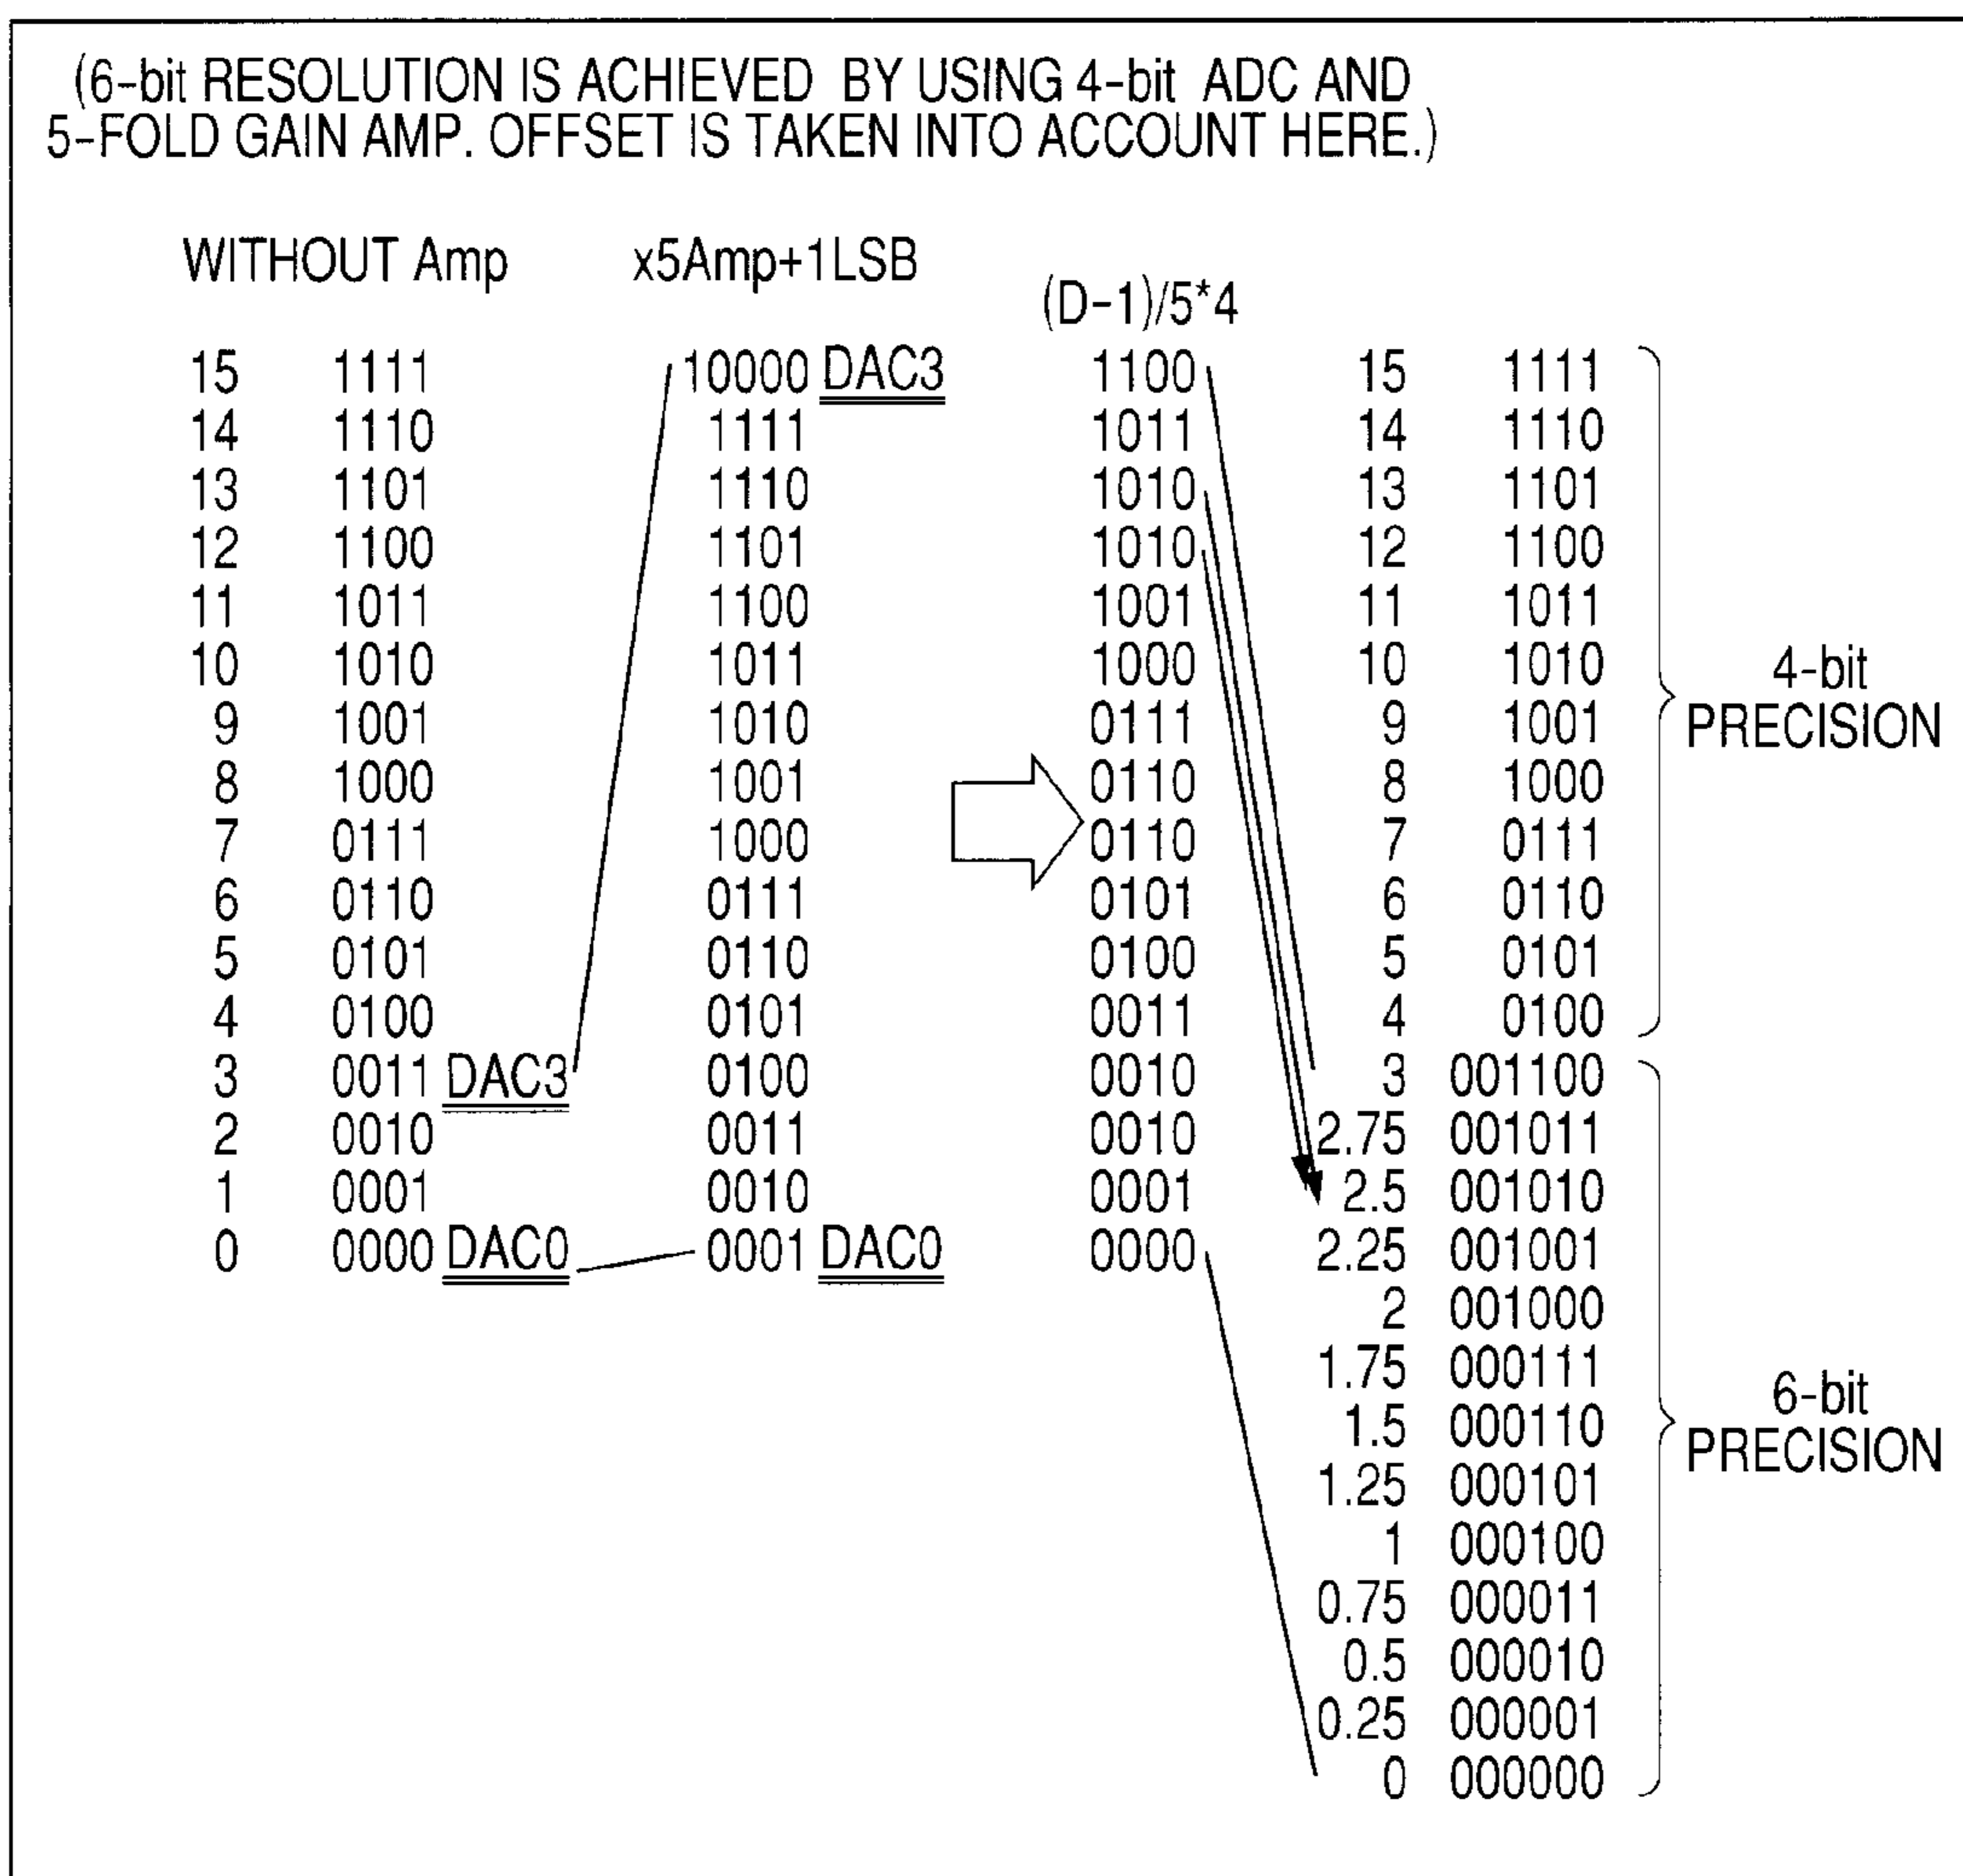 (6-bit RESOLUTION IS ACHIEVED BY USING 4-bit ADC AND
5-FOLD GAIN AMP. OFFSET IS TAKEN INTO ACCOUNT HERE.)
WITHOUT Amp x5Amp+1LSB
(D-1)/5*4
15 1111 10000 DAC3 1100 15 1111
14 1110 1111 1011 14 1110
13 1101 1110 1010 13 1101
12 1100 1101 1010 12 1100
11 1011 1100 1001 11 1011
10 1010 1011 1000 10 1010
9 1001 1010 0111 9 1001
8 1000 1001 0110 8 1000
7 0111 1000 0110 7 0111
6 0110 0111 0101 6 0110
5 0101 0110 0100 5 0101
4 0100 0101 0011 4 0100
4-bit
PRECISION
3 0011 DAC3 0100 0010 3 001100
2 0010 0011 0010 2.75 001011
1 0001 0010 0001 2.5 001010
0 0000 DAC0 0001 DAC0 0000 2.25 001001
2 001000
1.75 000111
1.5 000110
1.25 000101
1 000100
0.75 000011
0.5 000010
0.25 000001
0 000000
6-bit
PRECISION